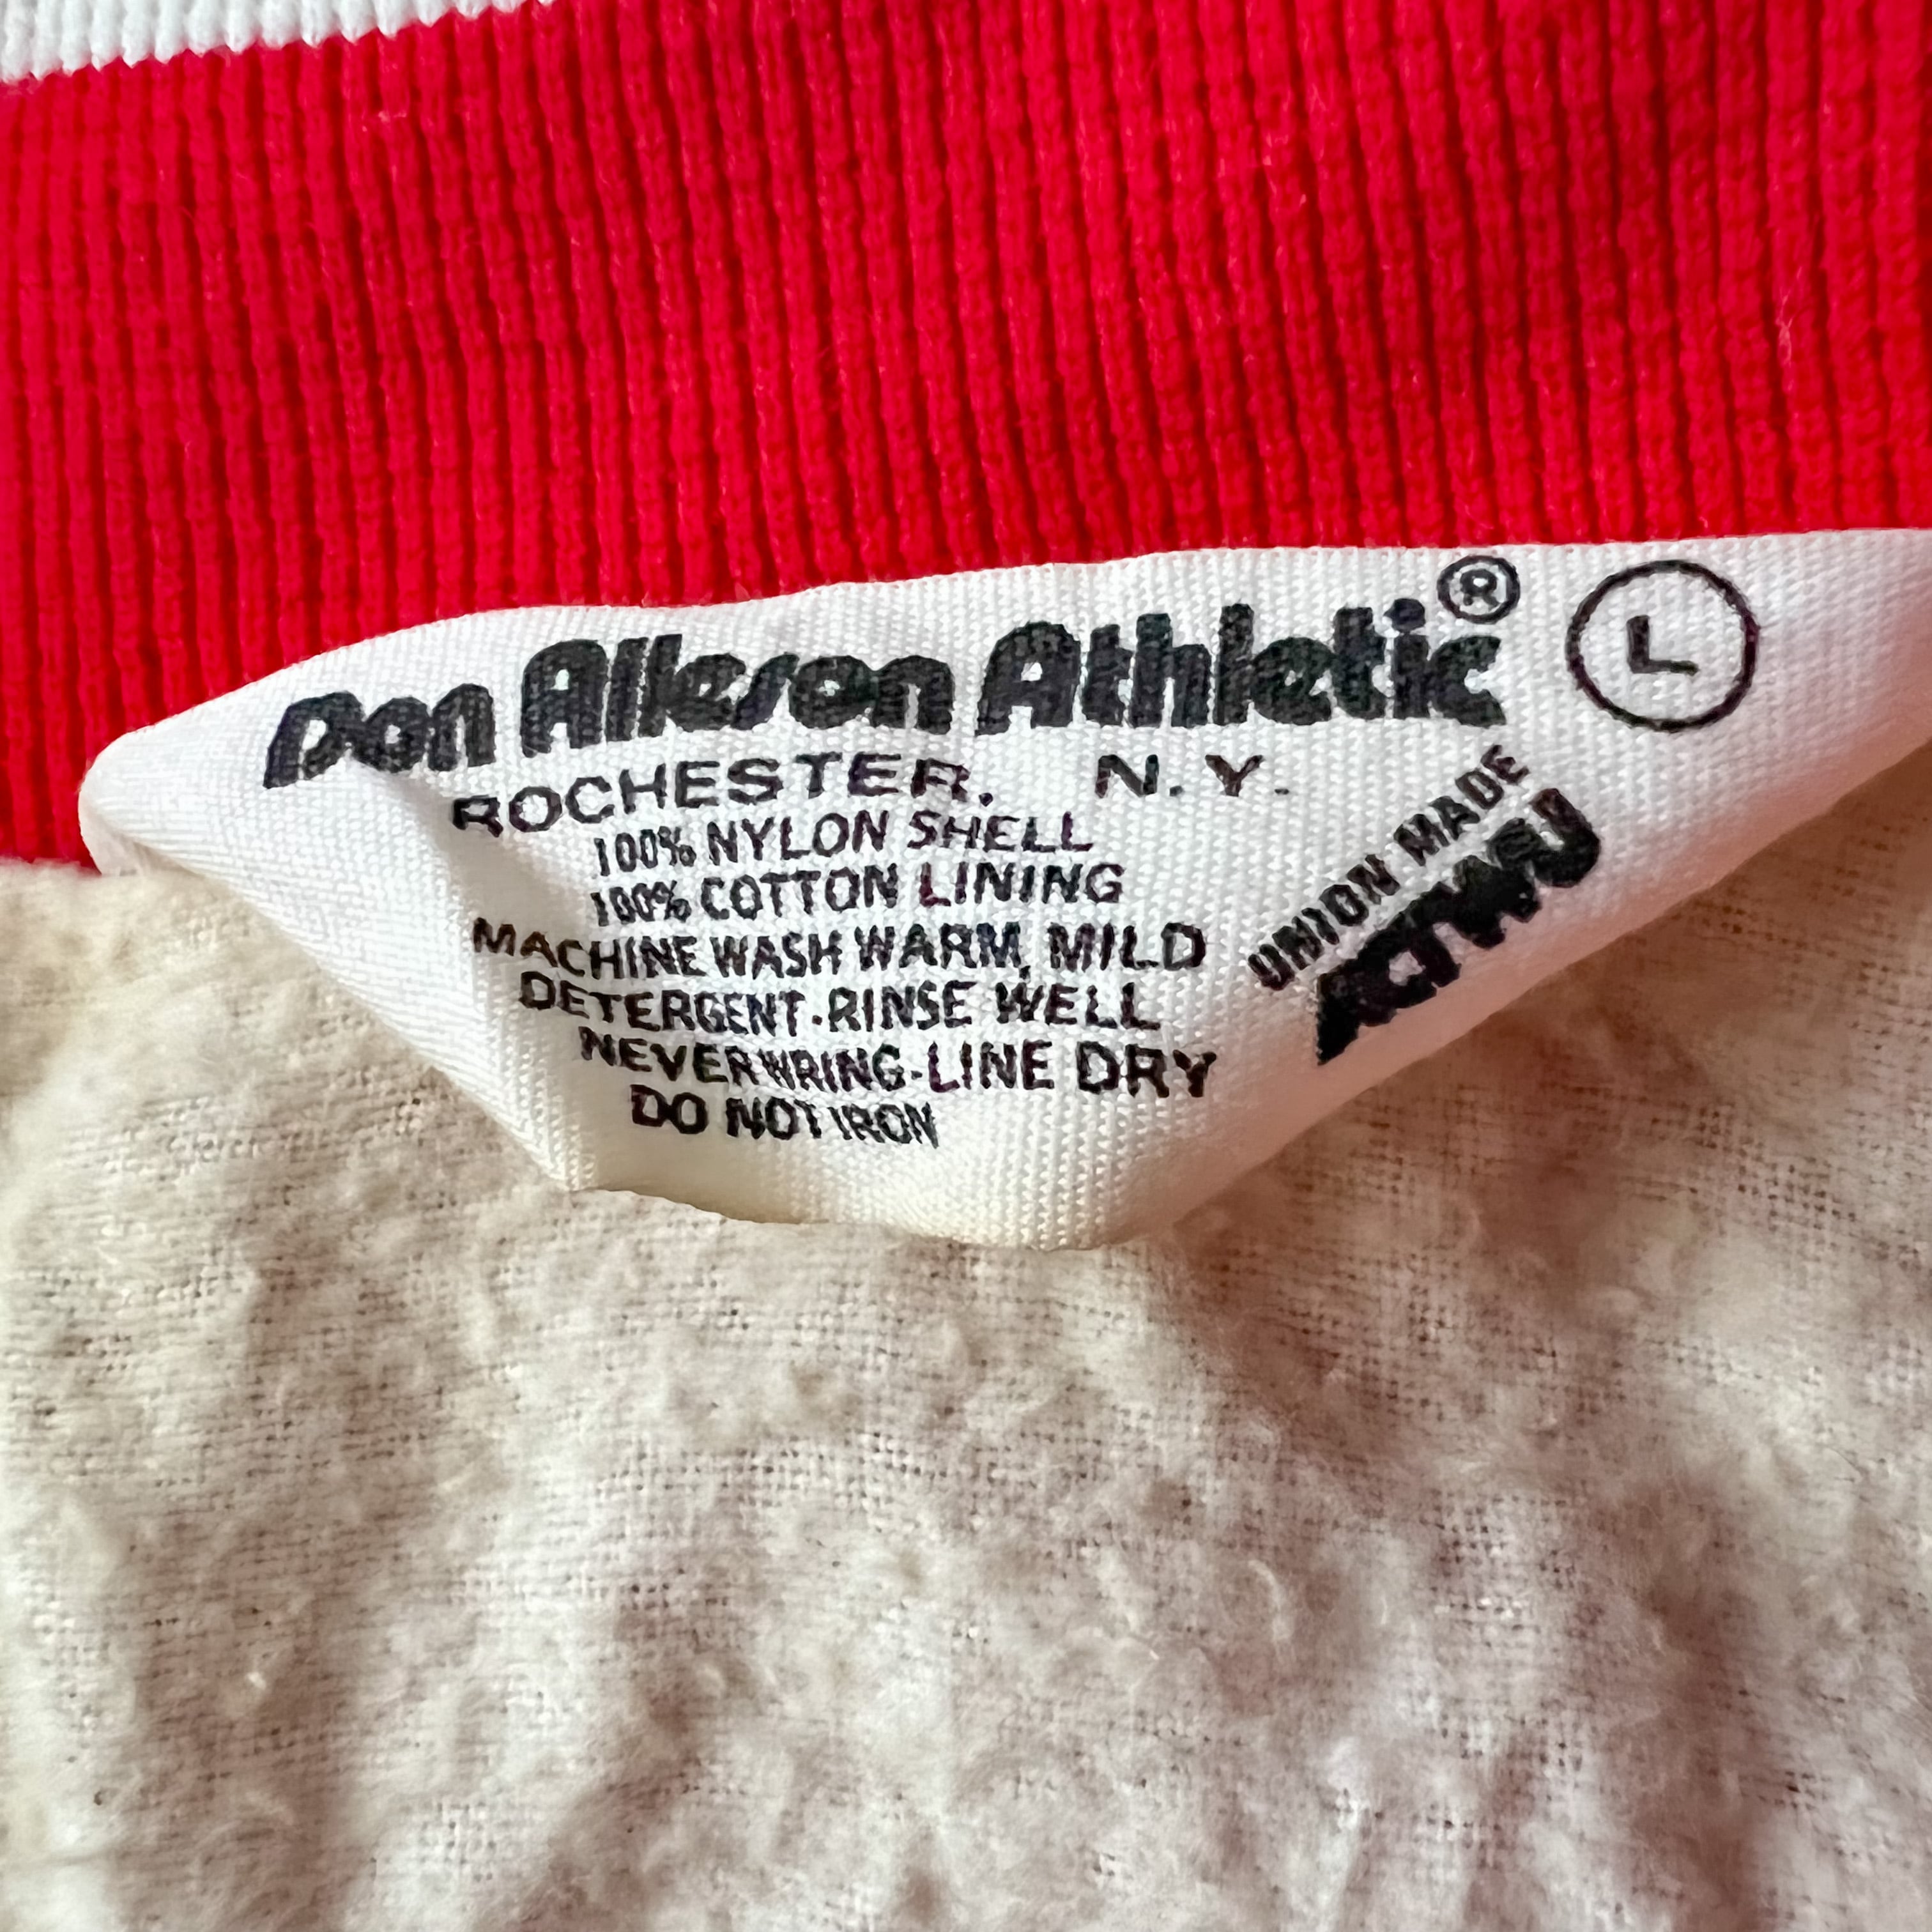 Don Alleson Athletic®
L
ROCHESTER, N.Y.
100% NYLON SHELL
100% COTTON LINING
MACHINE WASH WARM, MILD
DETERGENT-RINSE WELL
NEVER WRING-LINE DRY
DO NOT IRON
UNION MADE
ACTWU